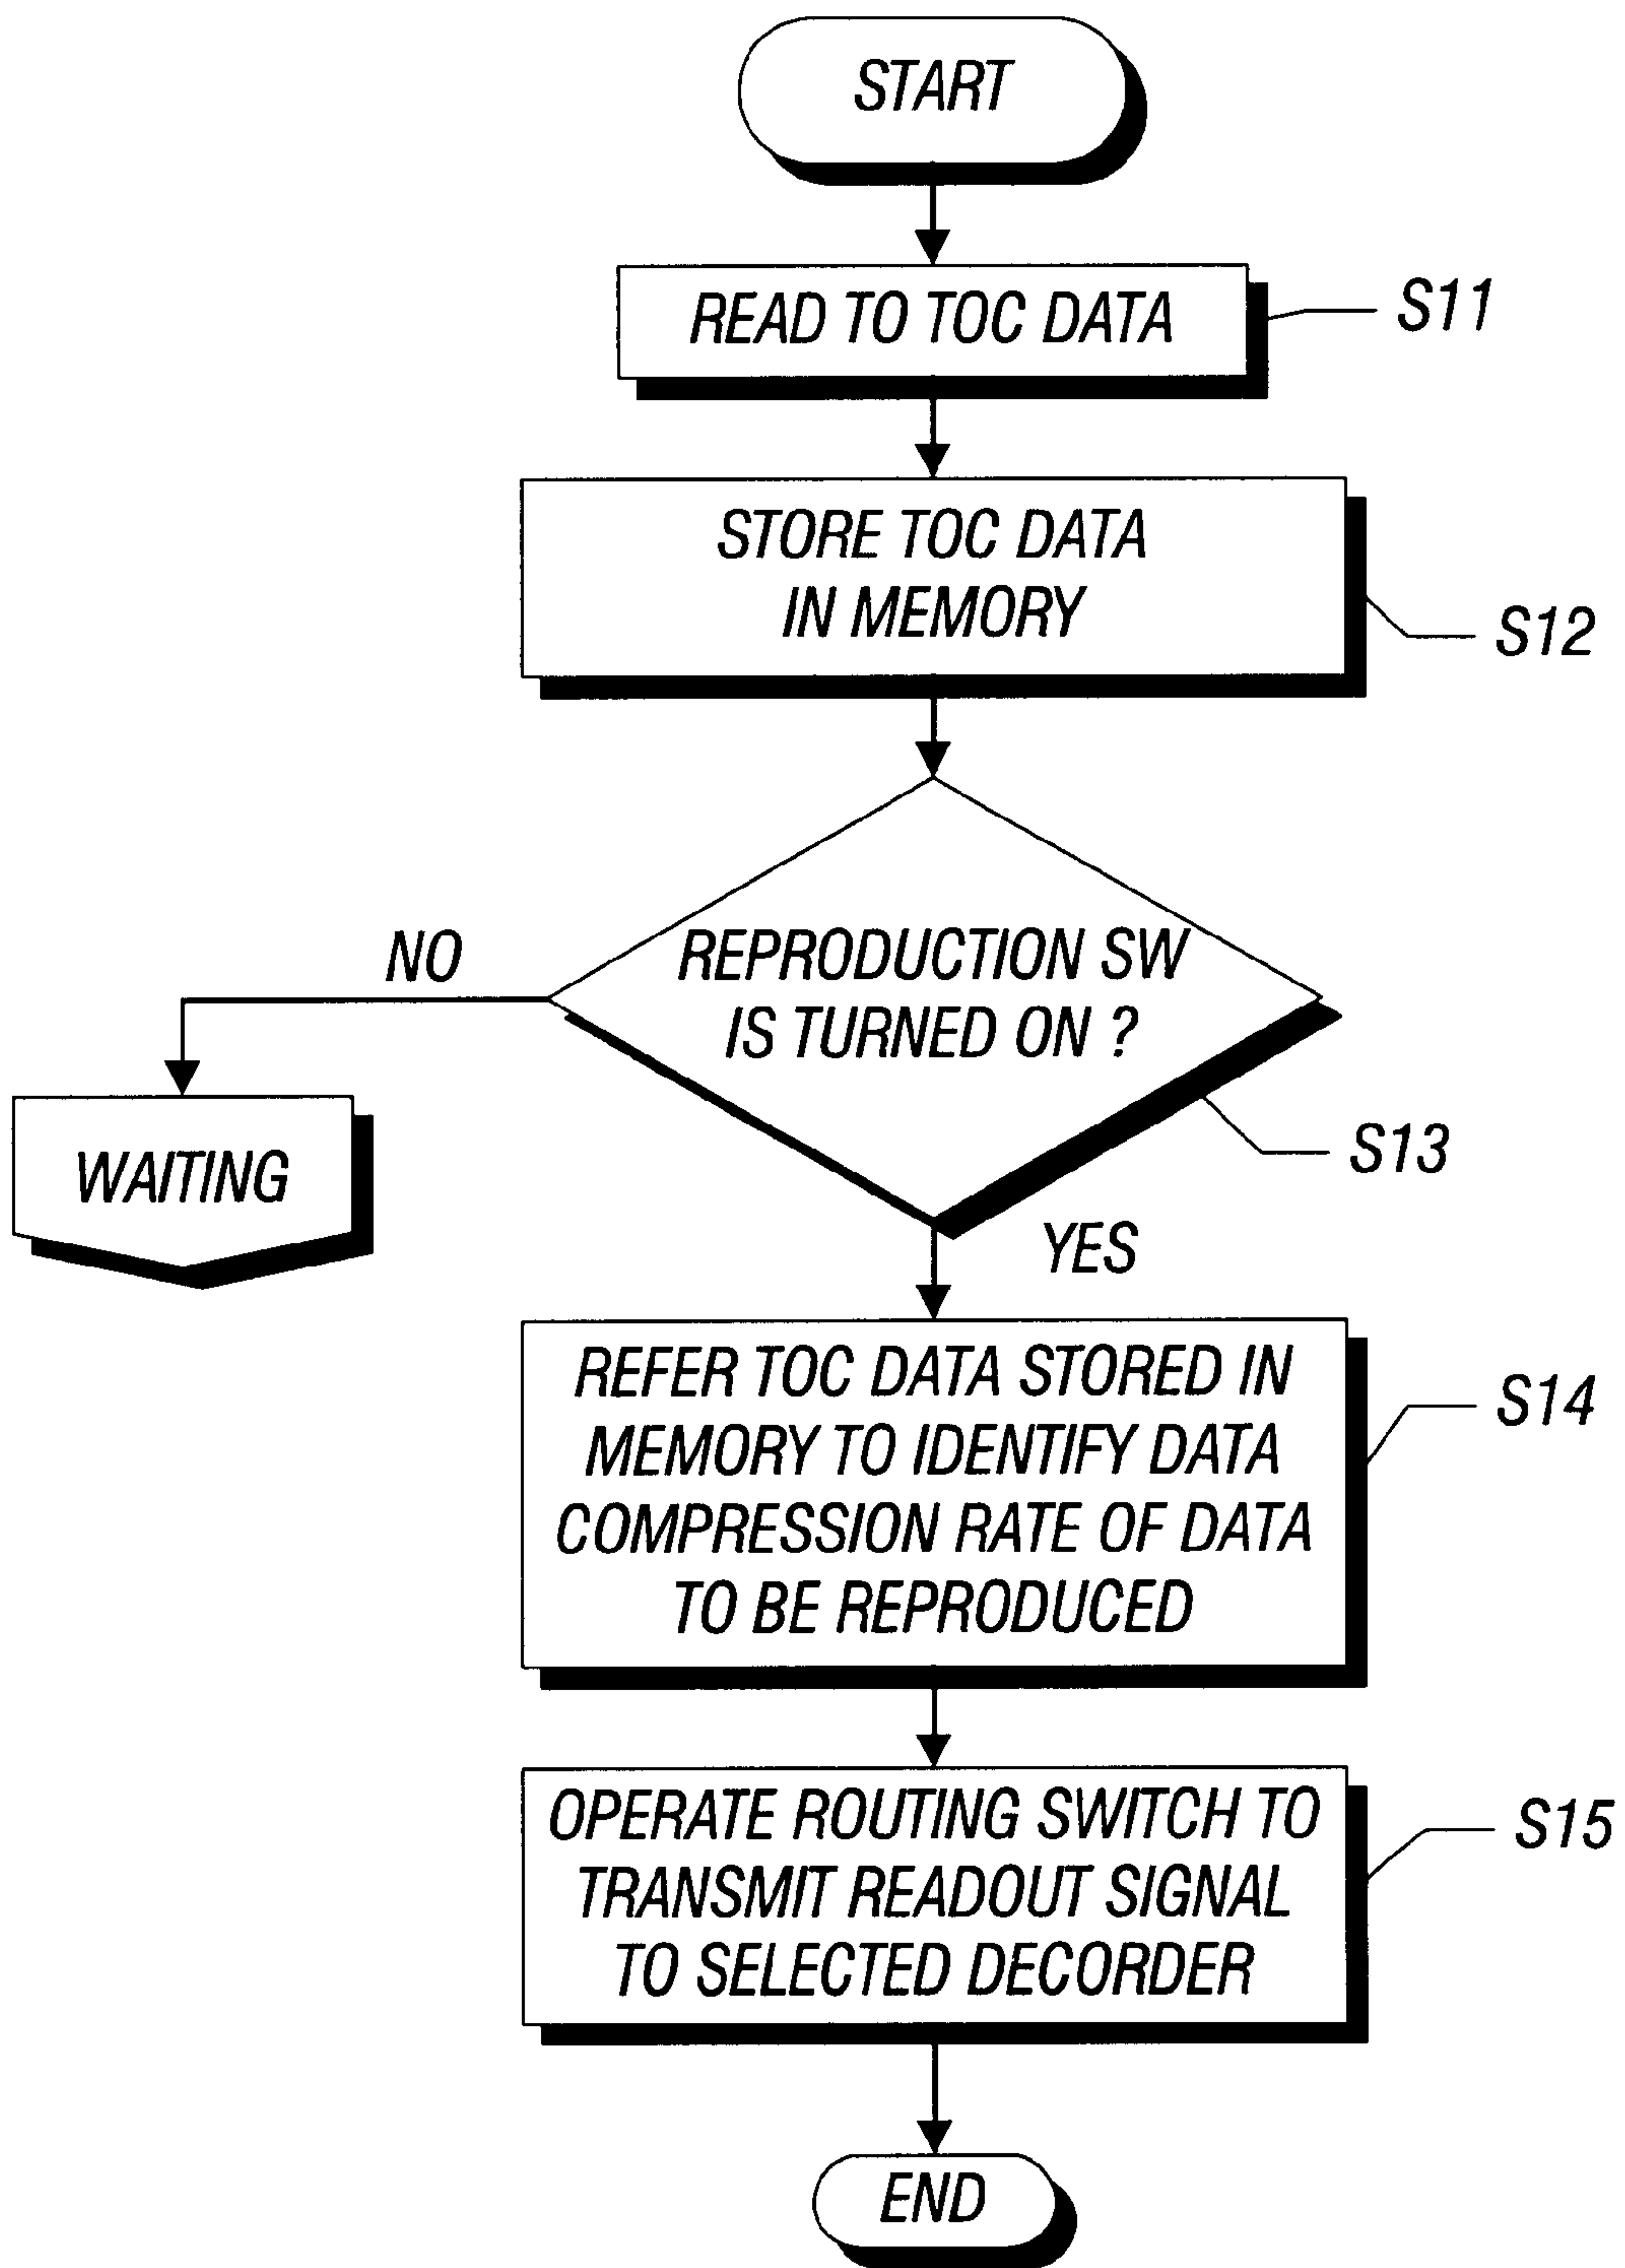 START
READ TO TOC DATA
S11
STORE TOC DATA
IN MEMORY
S12
NO
REPRODUCTION SW
IS TURNED ON ?
WAITING
S13
YES
REFER TOC DATA STORED IN
MEMORY TO IDENTIFY DATA
COMPRESSION RATE OF DATA
TO BE REPRODUCED
S14
OPERATE ROUTING SWITCH TO
TRANSMIT READOUT SIGNAL
TO SELECTED DECORDER
S15
END